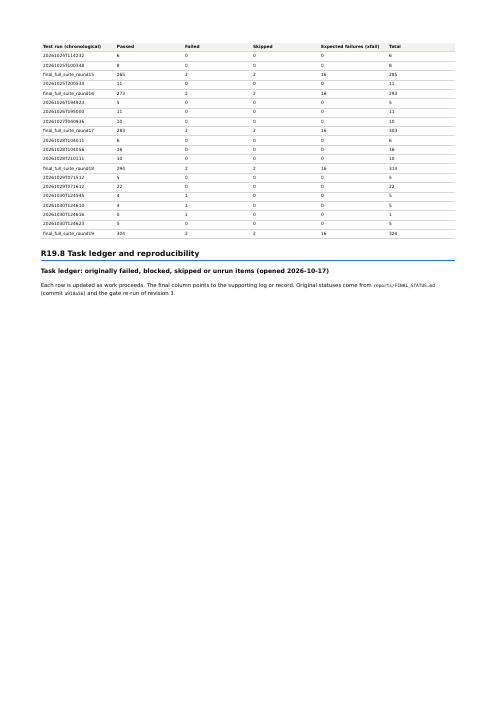 Test run (chronological) Passed Failed Skipped Expected failures (xfail) Total
20261024T114232 6 0 0 0 6
20261025T100348 8 0 0 0 8
final_full_suite_round15 265 2 2 16 285
20261025T200534 11 0 0 0 11
final_full_suite_round16 273 2 2 16 293
20261026T194923 5 0 0 0 5
20261026T195000 11 0 0 0 11
20261027T040936 10 0 0 0 10
final_full_suite_round17 283 2 2 16 303
20261028T104011 6 0 0 0 6
20261028T104056 16 0 0 0 16
20261028T210111 10 0 0 0 10
final_full_suite_round18 294 2 2 16 314
20261029T071512 5 0 0 0 5
20261029T071612 22 0 0 0 22
20261030T124545 4 1 0 0 5
20261030T124610 4 1 0 0 5
20261030T124616 0 1 0 0 1
20261030T124623 5 0 0 0 5
final_full_suite_round19 304 2 2 16 324
R19.8 Task ledger and reproducibility
Task ledger: originally failed, blocked, skipped or unrun items (opened 2026-10-17)
Each row is updated as work proceeds. The final column points to the supporting log or record. Original statuses come from reports/FINAL_STATUS.md
(commit and the gate re-run of revision 3.